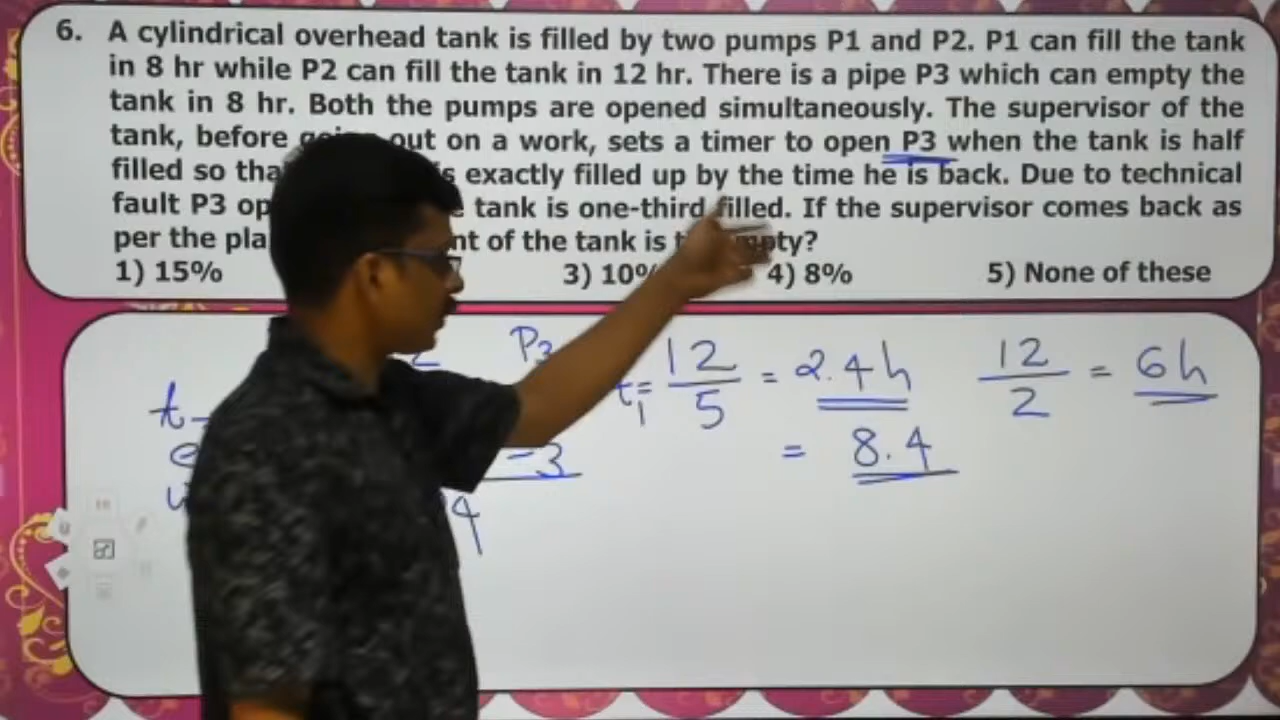 6. A cylindrical overhead tank is filled by two pumps P1 and P2. P1 can fill the tank
in 8 hr while P2 can fill the tank in 12 hr. There is a pipe P3 which can empty the
tank in 8 hr. Both the pumps are opened simultaneously. The supervisor of the
tank, before out on a work, sets a timer to open P3 when the tank is half
filled so exactly filled up by the time he is back. Due to technical
fault P3 tank is one-third filled. If the supervisor comes back as
per the of the tank is
1) 15% 3) 10% 4) 8% 5) None of these
P3 t1 = 12/5 = 2.4 h 12/2 = 6 h
t
-3 = 8.4
4